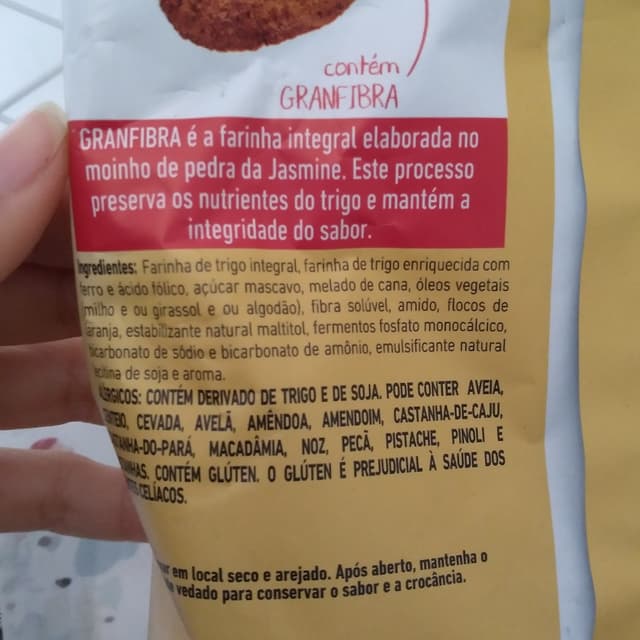 contém
GRANFIBRA
GRANFIBRA é a farinha integral elaborada no
moinho de pedra da Jasmine. Este processo
preserva os nutrientes do trigo e mantém a
integridade do sabor.
Ingredientes: Farinha de trigo integral, farinha de trigo enriquecida com
ferro e ácido fólico, açúcar mascavo, melado de cana, óleos vegetais
(milho e ou girassol e ou algodão), fibra solúvel, amido, flocos de
laranja, estabilizante natural maltitol, fermentos fosfato monocálcico,
bicarbonato de sódio e bicarbonato de amônio, emulsificante natural
lecitina de soja e aroma.
ALÉRGICOS: CONTÉM DERIVADO DE TRIGO E DE SOJA. PODE CONTER AVEIA,
CENTEIO, CEVADA, AVELÃ, AMÊNDOA, AMENDOIM, CASTANHA-DE-CAJU,
CASTANHA-DO-PARÁ, MACADÂMIA, NOZ, PECÃ, PISTACHE, PINOLI E
CONTÉM GLÚTEN. O GLÚTEN É PREJUDICIAL À SAÚDE DOS
CELÍACOS.
em local seco e arejado. Após aberto, mantenha o
vedado para conservar o sabor e a crocância.